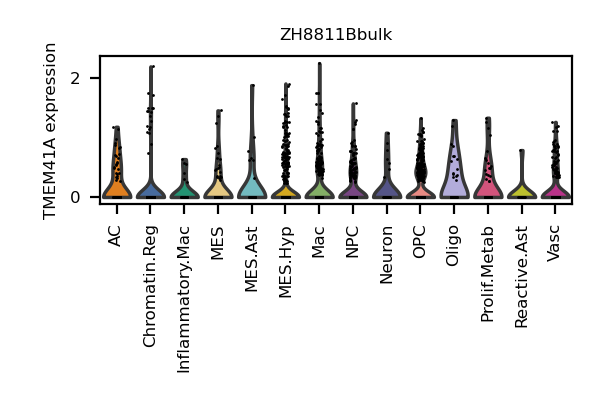 ZH8811Bbulk
TMEM41A expression
2
0
AC
Chromatin.Reg
Inflammatory.Mac
MES
MES.Ast
MES.Hyp
Mac
NPC
Neuron
OPC
Oligo
Prolif.Metab
Reactive.Ast
Vasc